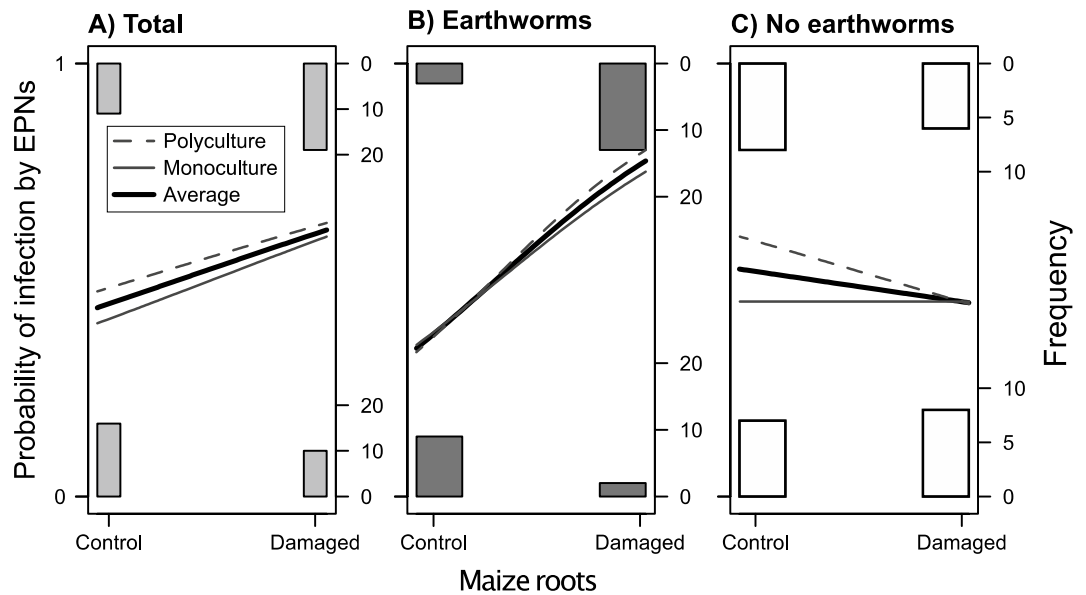 A) Total
B) Earthworms
C) No earthworms
Probability of infection by EPNs
1
0
Polyculture
Monoculture
Average
0
10
20
20
10
0
0
10
20
20
10
0
0
5
10
10
5
0
Frequency
Control
Damaged
Control
Damaged
Control
Damaged
Maize roots